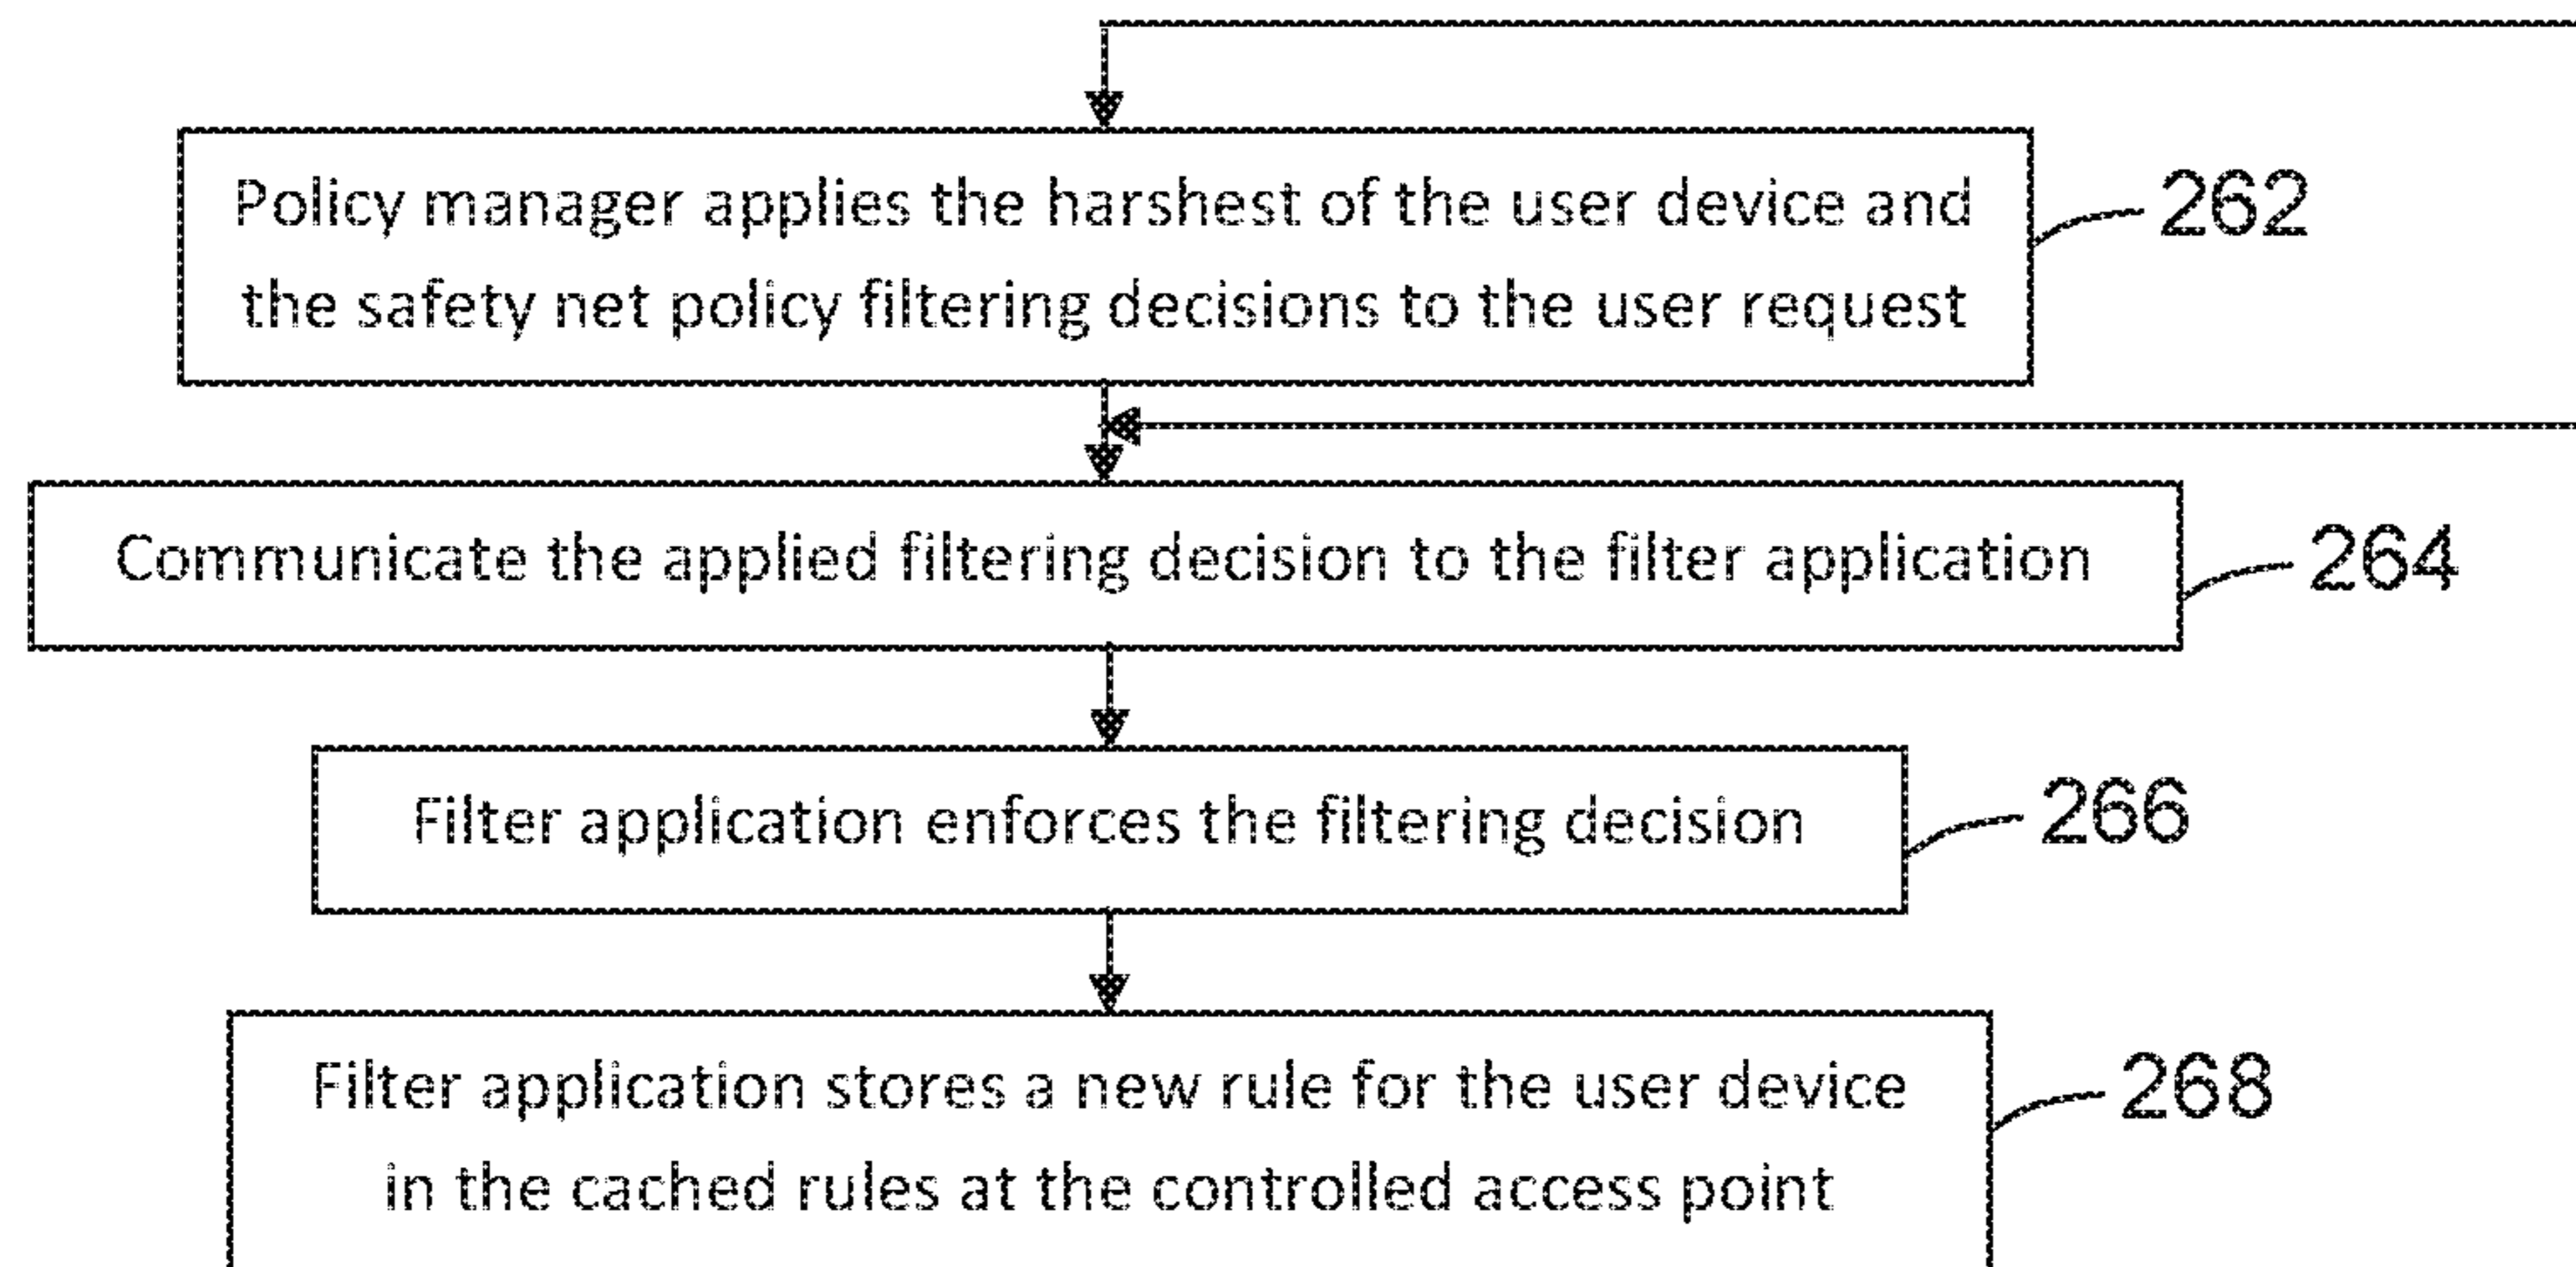 Policy manager applies the harshest of the user device and
the safety net policy filtering decisions to the user request
262
Communicate the applied filtering decision to the filter application
264
Filter application enforces the filtering decision
266
Filter application stores a new rule for the user device
in the cached rules at the controlled access point
268